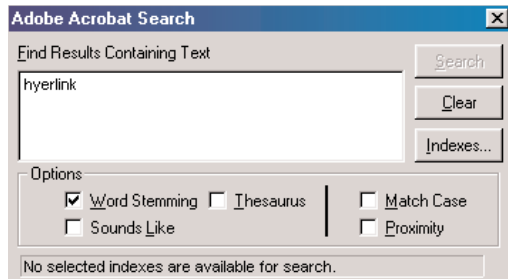 Adobe Acrobat Search
Find Results Containing Text
Search
hyerlink
Clear
Indexes...
Options
Word Stemming Thesaurus Match Case
Sounds Like Proximity
No selected indexes are available for search.